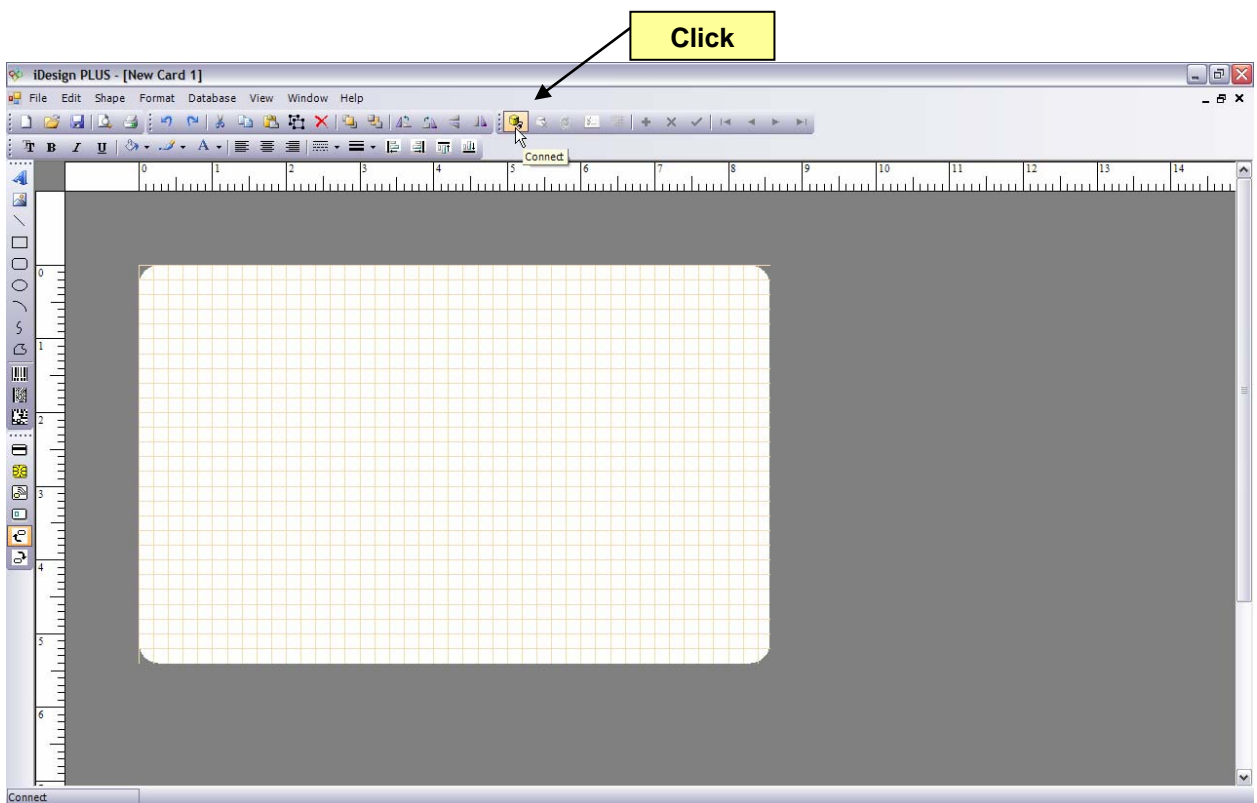 Click
iDesign PLUS - [New Card 1]
File Edit Shape Format Database View Window Help
T B I U A
Connect
0 1 2 3 4 5 6 7 8 9 10 11 12 13 14
0
1
2
3
4
5
6
Connect